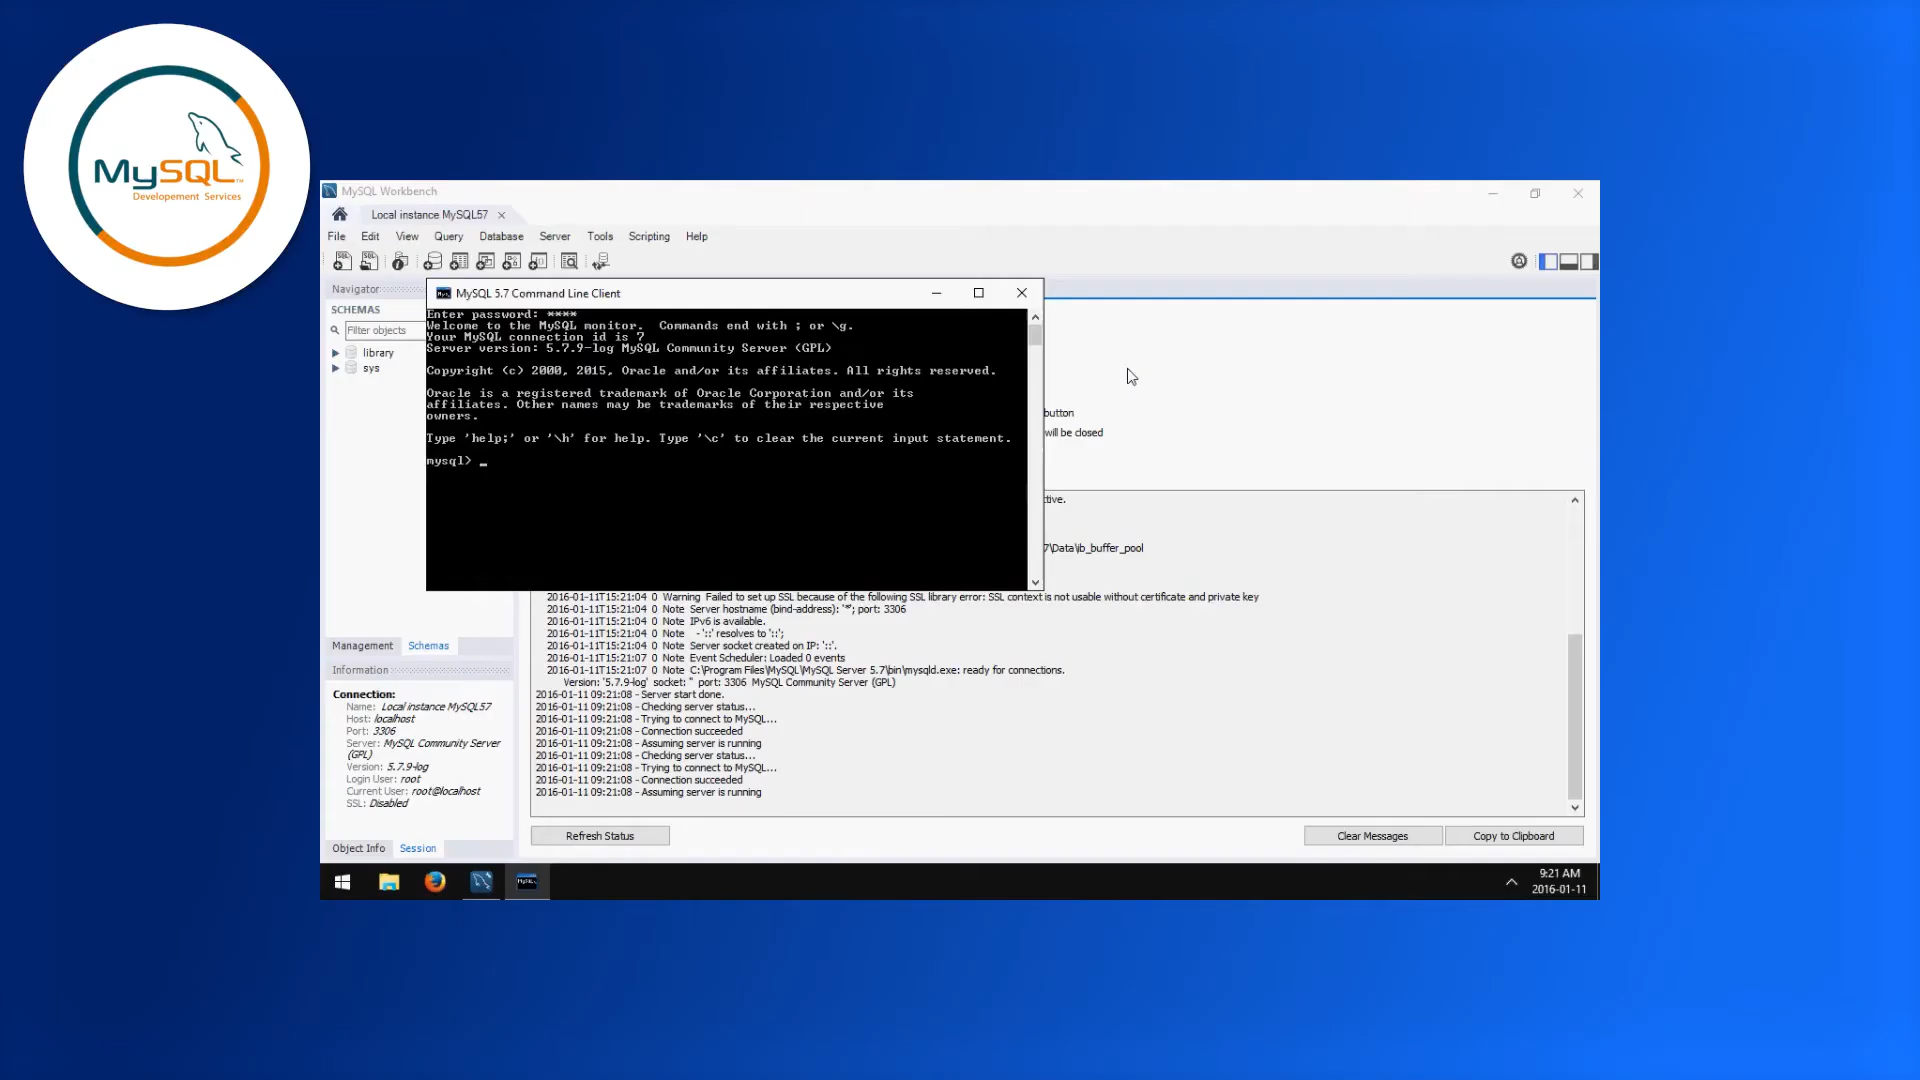 MySQL™
Developement Services
MySQL Workbench
Local instance MySQL57
File Edit View Query Database Server Tools Scripting Help
Navigator
SCHEMAS
Filter objects
library
sys
MySQL 5.7 Command Line Client
Enter password: ****
Welcome to the MySQL monitor.  Commands end with ; or \g.
Your MySQL connection id is 7
Server version: 5.7.9-log MySQL Community Server (GPL)
Copyright (c) 2000, 2015, Oracle and/or its affiliates. All rights reserved.
Oracle is a registered trademark of Oracle Corporation and/or its
affiliates. Other names may be trademarks of their respective
owners.
Type 'help;' or '\h' for help. Type '\c' to clear the current input statement.
mysql> _
button
will be closed
ctive.
7\Data\ib_buffer_pool
2016-01-11T15:21:04 0 Warning Failed to set up SSL because of the following SSL library error: SSL context is not usable without certificate and private key
2016-01-11T15:21:04 0 Note Server hostname (bind-address): '*'; port: 3306
2016-01-11T15:21:04 0 Note IPv6 is available.
2016-01-11T15:21:04 0 Note - '::' resolves to '::';
2016-01-11T15:21:04 0 Note Server socket created on IP: '::'.
2016-01-11T15:21:07 0 Note Event Scheduler: Loaded 0 events
2016-01-11T15:21:07 0 Note C:\Program Files\MySQL\MySQL Server 5.7\bin\mysqld.exe: ready for connections.
Version: '5.7.9-log' socket: '' port: 3306 MySQL Community Server (GPL)
2016-01-11 09:21:08 - Server start done.
2016-01-11 09:21:08 - Checking server status...
2016-01-11 09:21:08 - Trying to connect to MySQL...
2016-01-11 09:21:08 - Connection succeeded
2016-01-11 09:21:08 - Assuming server is running
2016-01-11 09:21:08 - Checking server status...
2016-01-11 09:21:08 - Trying to connect to MySQL...
2016-01-11 09:21:08 - Connection succeeded
2016-01-11 09:21:08 - Assuming server is running
Management Schemas
Information
Connection:
Name: Local instance MySQL57
Host: localhost
Port: 3306
Server: MySQL Community Server
(GPL)
Version: 5.7.9-log
Login User: root
Current User: root@localhost
SSL: Disabled
Object Info Session
Refresh Status
Clear Messages
Copy to Clipboard
9:21 AM
2016-01-11